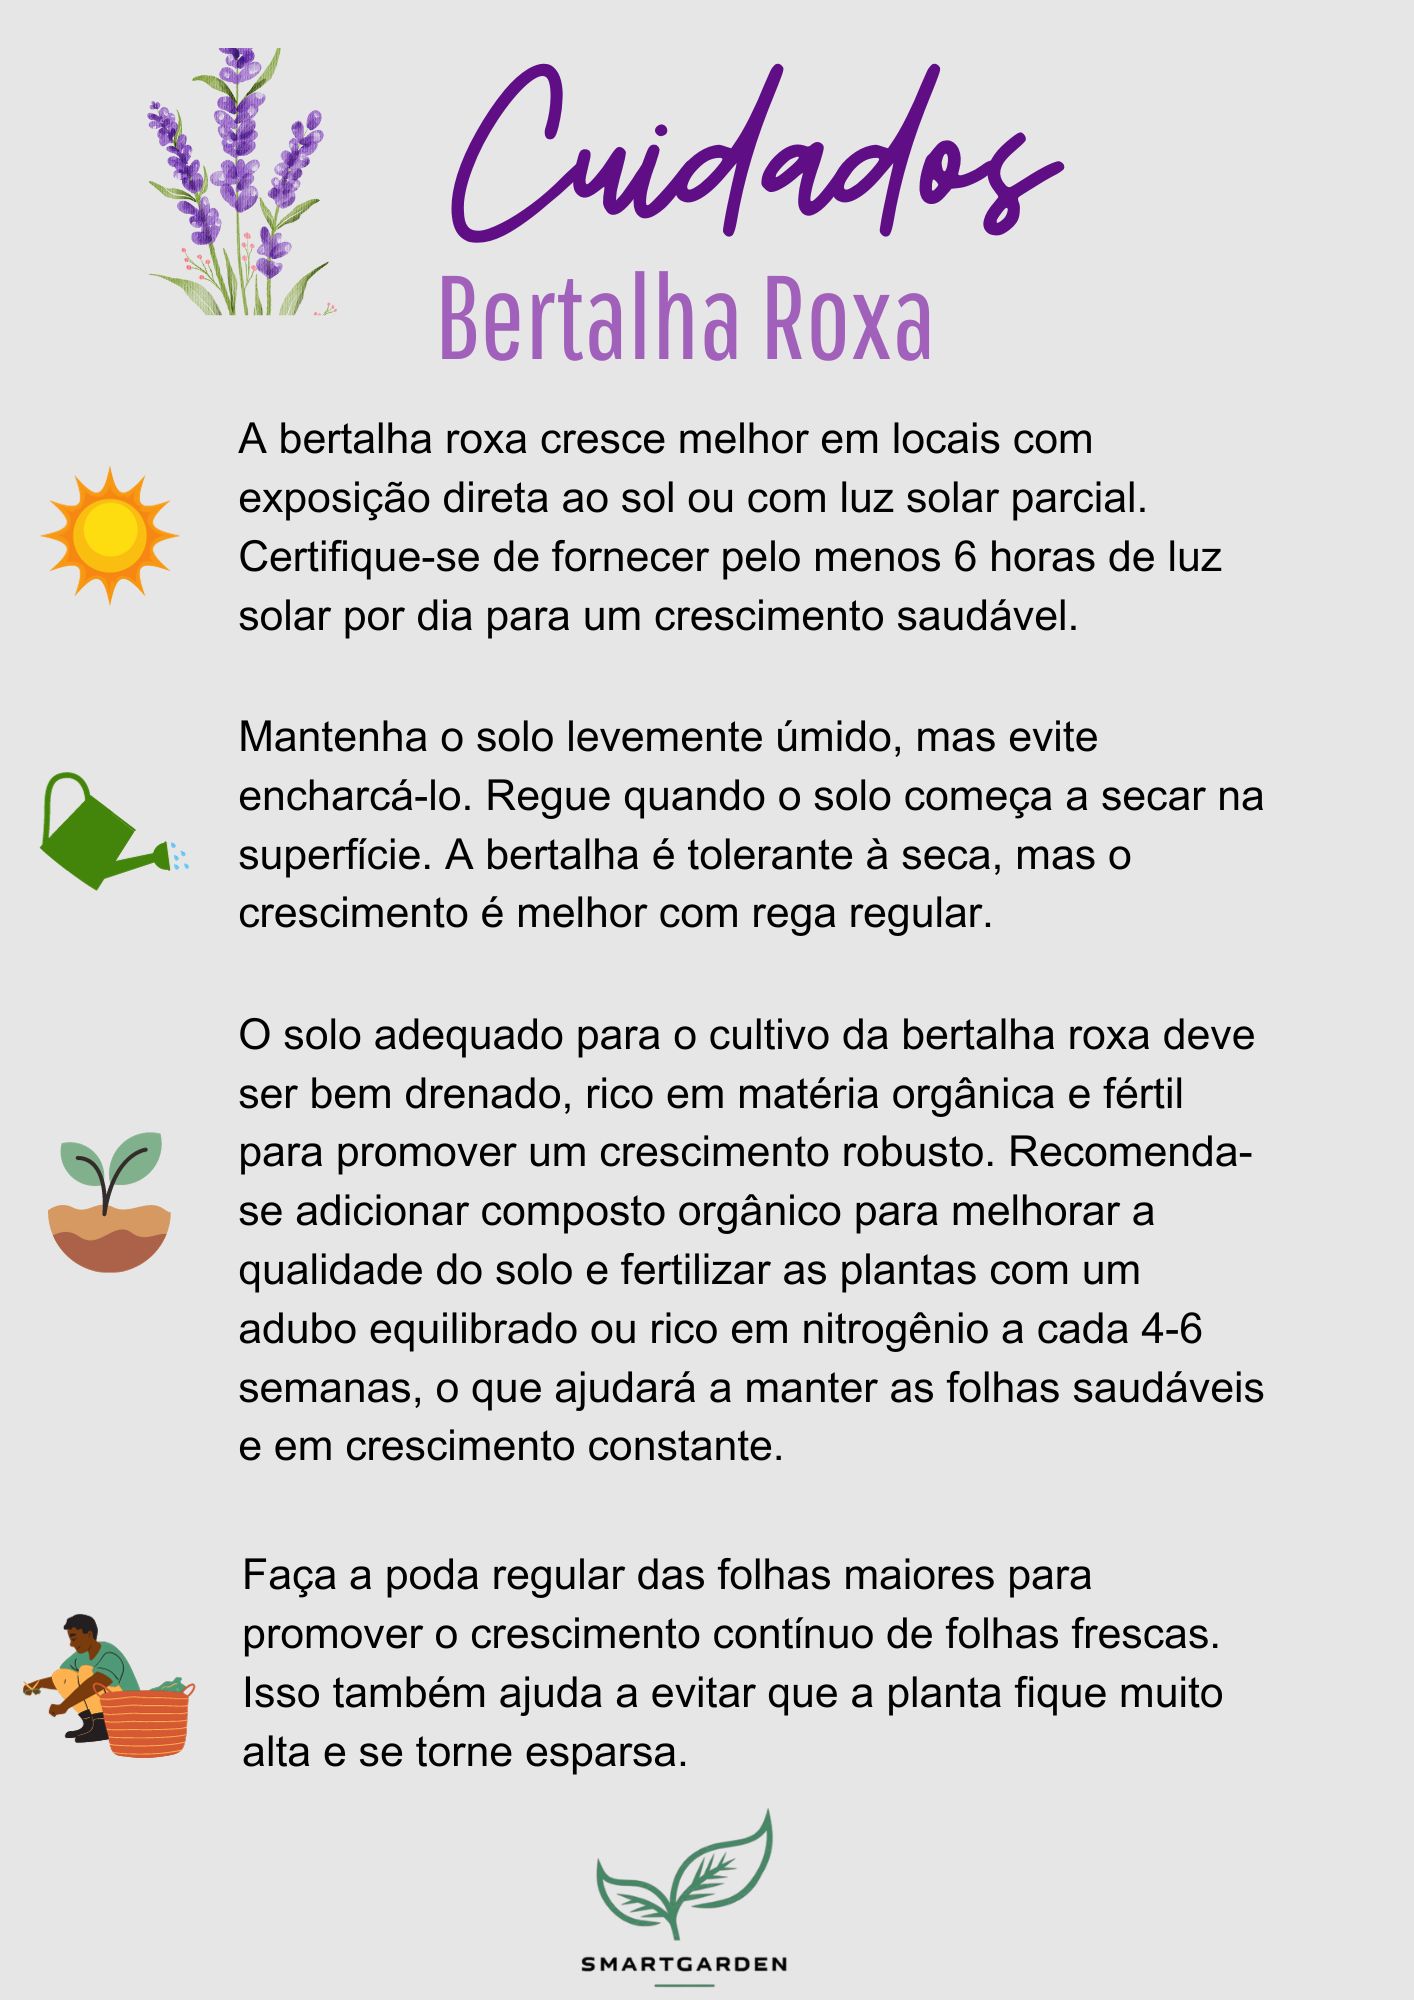 Cuidados
Bertalha Roxa
A bertalha roxa cresce melhor em locais com
exposição direta ao sol ou com luz solar parcial.
Certifique-se de fornecer pelo menos 6 horas de luz
solar por dia para um crescimento saudável.
Mantenha o solo levemente úmido, mas evite
encharcá-lo. Regue quando o solo começa a secar na
superfície. A bertalha é tolerante à seca, mas o
crescimento é melhor com rega regular.
O solo adequado para o cultivo da bertalha roxa deve
ser bem drenado, rico em matéria orgânica e fértil
para promover um crescimento robusto. Recomenda-
se adicionar composto orgânico para melhorar a
qualidade do solo e fertilizar as plantas com um
adubo equilibrado ou rico em nitrogênio a cada 4-6
semanas, o que ajudará a manter as folhas saudáveis
e em crescimento constante.
Faça a poda regular das folhas maiores para
promover o crescimento contínuo de folhas frescas.
Isso também ajuda a evitar que a planta fique muito
alta e se torne esparsa.
SMARTGARDEN